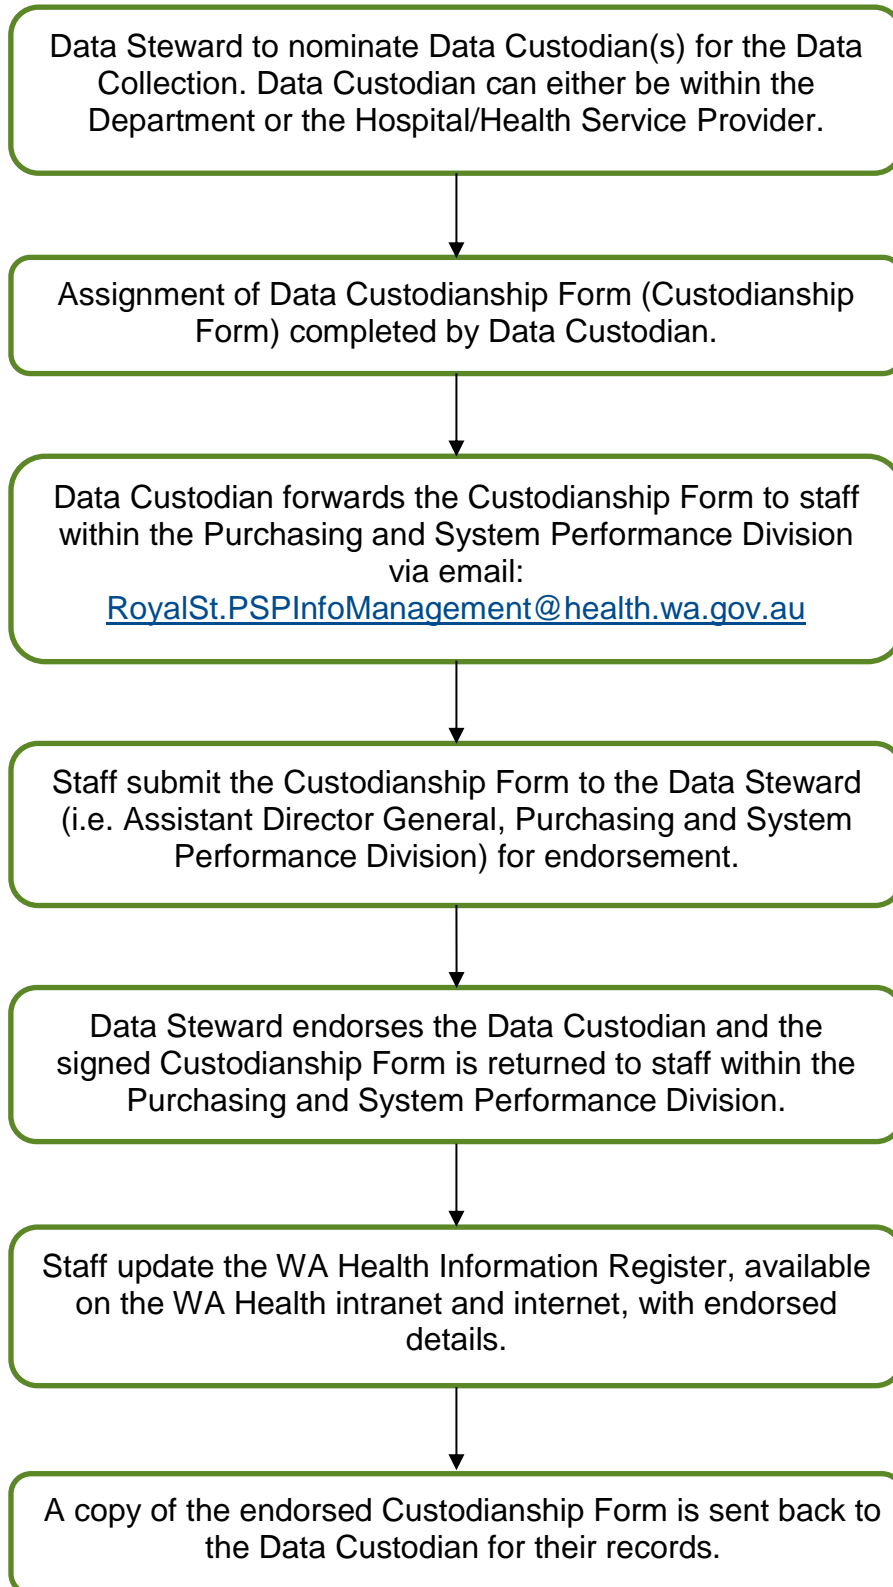 Data Steward to nominate Data Custodian(s) for the Data
Collection. Data Custodian can either be within the
Department or the Hospital/Health Service Provider.
Assignment of Data Custodianship Form (Custodianship
Form) completed by Data Custodian.
Data Custodian forwards the Custodianship Form to staff
within the Purchasing and System Performance Division
via email:
RoyalSt.PSPInfoManagement@health.wa.gov.au
Staff submit the Custodianship Form to the Data Steward
(i.e. Assistant Director General, Purchasing and System
Performance Division) for endorsement.
Data Steward endorses the Data Custodian and the
signed Custodianship Form is returned to staff within the
Purchasing and System Performance Division.
Staff update the WA Health Information Register, available
on the WA Health intranet and internet, with endorsed
details.
A copy of the endorsed Custodianship Form is sent back to
the Data Custodian for their records.